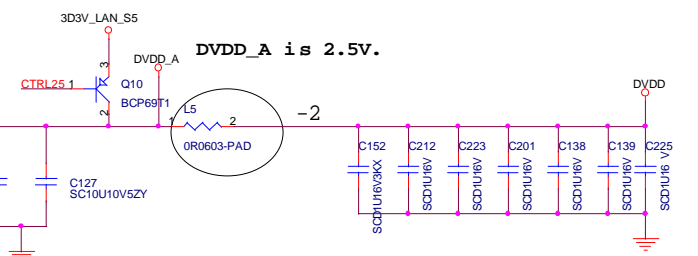 3D3V_LAN_S5
DVDD_A is 2.5V.
DVDD_A
DVDD
3
CTRL25 1
Q10
BCP69T1
2
L5
1
2
-2
0R0603-PAD
C127
SC10U10V5ZY
C152
SCD1U16V3KX
C212
SCD1U16V
C223
SCD1U16V
C201
SCD1U16V
C138
SCD1U16V
C139
SCD1U16V
C225
SCD1U16 V